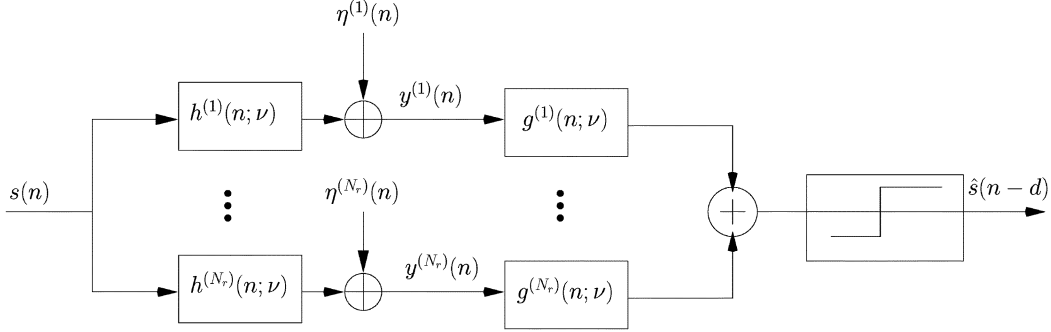 η^{(1)}(n)
h^{(1)}(n; ν)
y^{(1)}(n)
g^{(1)}(n; ν)
s(n)
η^{(N_r)}(n)
ŝ(n − d)
h^{(N_r)}(n; ν)
y^{(N_r)}(n)
g^{(N_r)}(n; ν)